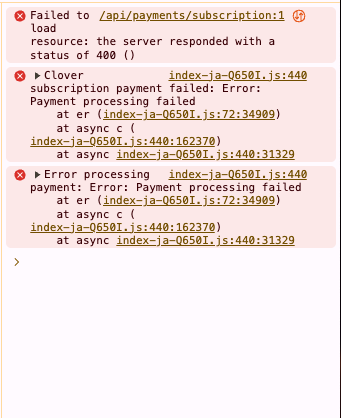 Failed to load /api/payments/subscription:1
resource: the server responded with a
status of 400 ()
Clover index-ja-Q650I.js:440
subscription payment failed: Error:
Payment processing failed
at er (index-ja-Q650I.js:72:34909)
at async c (
index-ja-Q650I.js:440:162370)
at async index-ja-Q650I.js:440:31329
Error processing index-ja-Q650I.js:440
payment: Error: Payment processing failed
at er (index-ja-Q650I.js:72:34909)
at async c (
index-ja-Q650I.js:440:162370)
at async index-ja-Q650I.js:440:31329